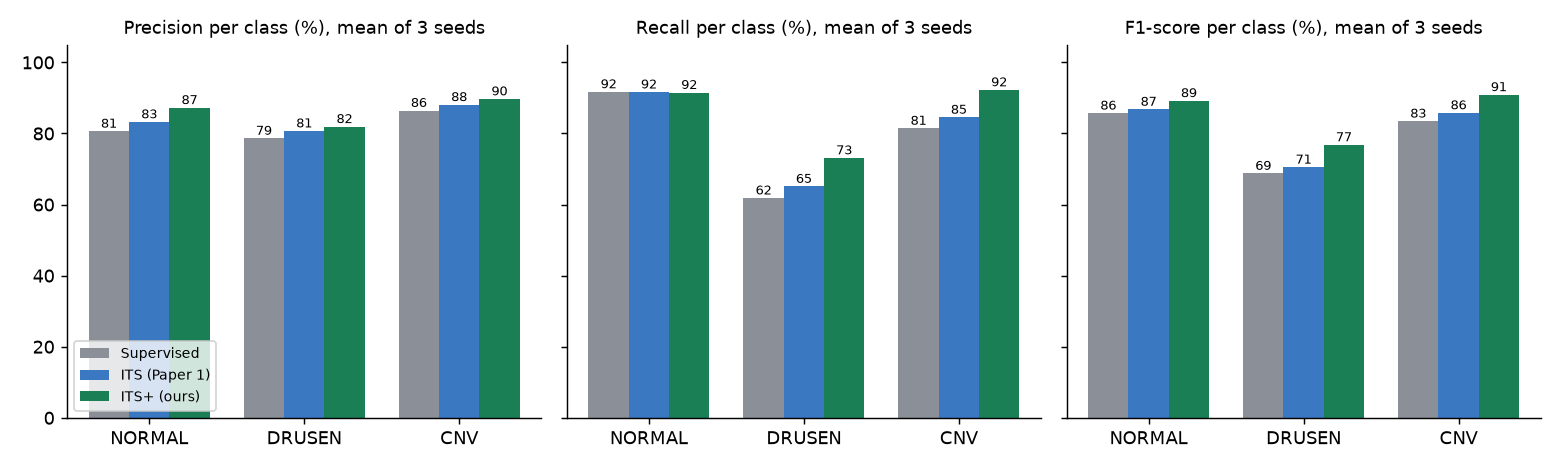 Precision per class (%), mean of 3 seeds
100
80
60
40
20
0
81
83
87
79
81
82
86
88
90
Supervised
ITS (Paper 1)
ITS+ (ours)
NORMAL
DRUSEN
CNV
Recall per class (%), mean of 3 seeds
92
92
92
62
65
73
81
85
92
NORMAL
DRUSEN
CNV
F1-score per class (%), mean of 3 seeds
86
87
89
69
71
77
83
86
91
NORMAL
DRUSEN
CNV